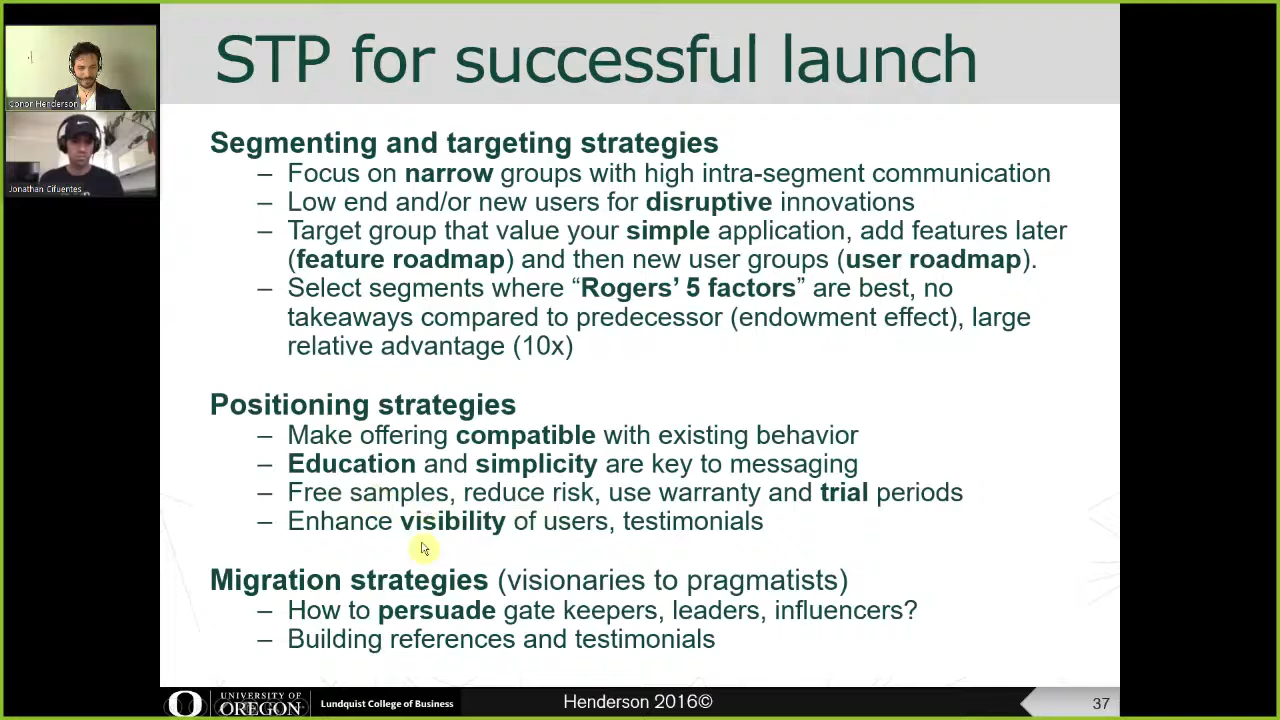 STP for successful launch
Conor Henderson
Jonathan Cifuentes
Segmenting and targeting strategies
– Focus on narrow groups with high intra-segment communication
– Low end and/or new users for disruptive innovations
– Target group that value your simple application, add features later
(feature roadmap) and then new user groups (user roadmap).
– Select segments where “Rogers’ 5 factors” are best, no
takeaways compared to predecessor (endowment effect), large
relative advantage (10x)
Positioning strategies
– Make offering compatible with existing behavior
– Education and simplicity are key to messaging
– Free samples, reduce risk, use warranty and trial periods
– Enhance visibility of users, testimonials
Migration strategies (visionaries to pragmatists)
– How to persuade gate keepers, leaders, influencers?
– Building references and testimonials
O UNIVERSITY OF
OREGON
Lundquist College of Business
Henderson 2016©
37